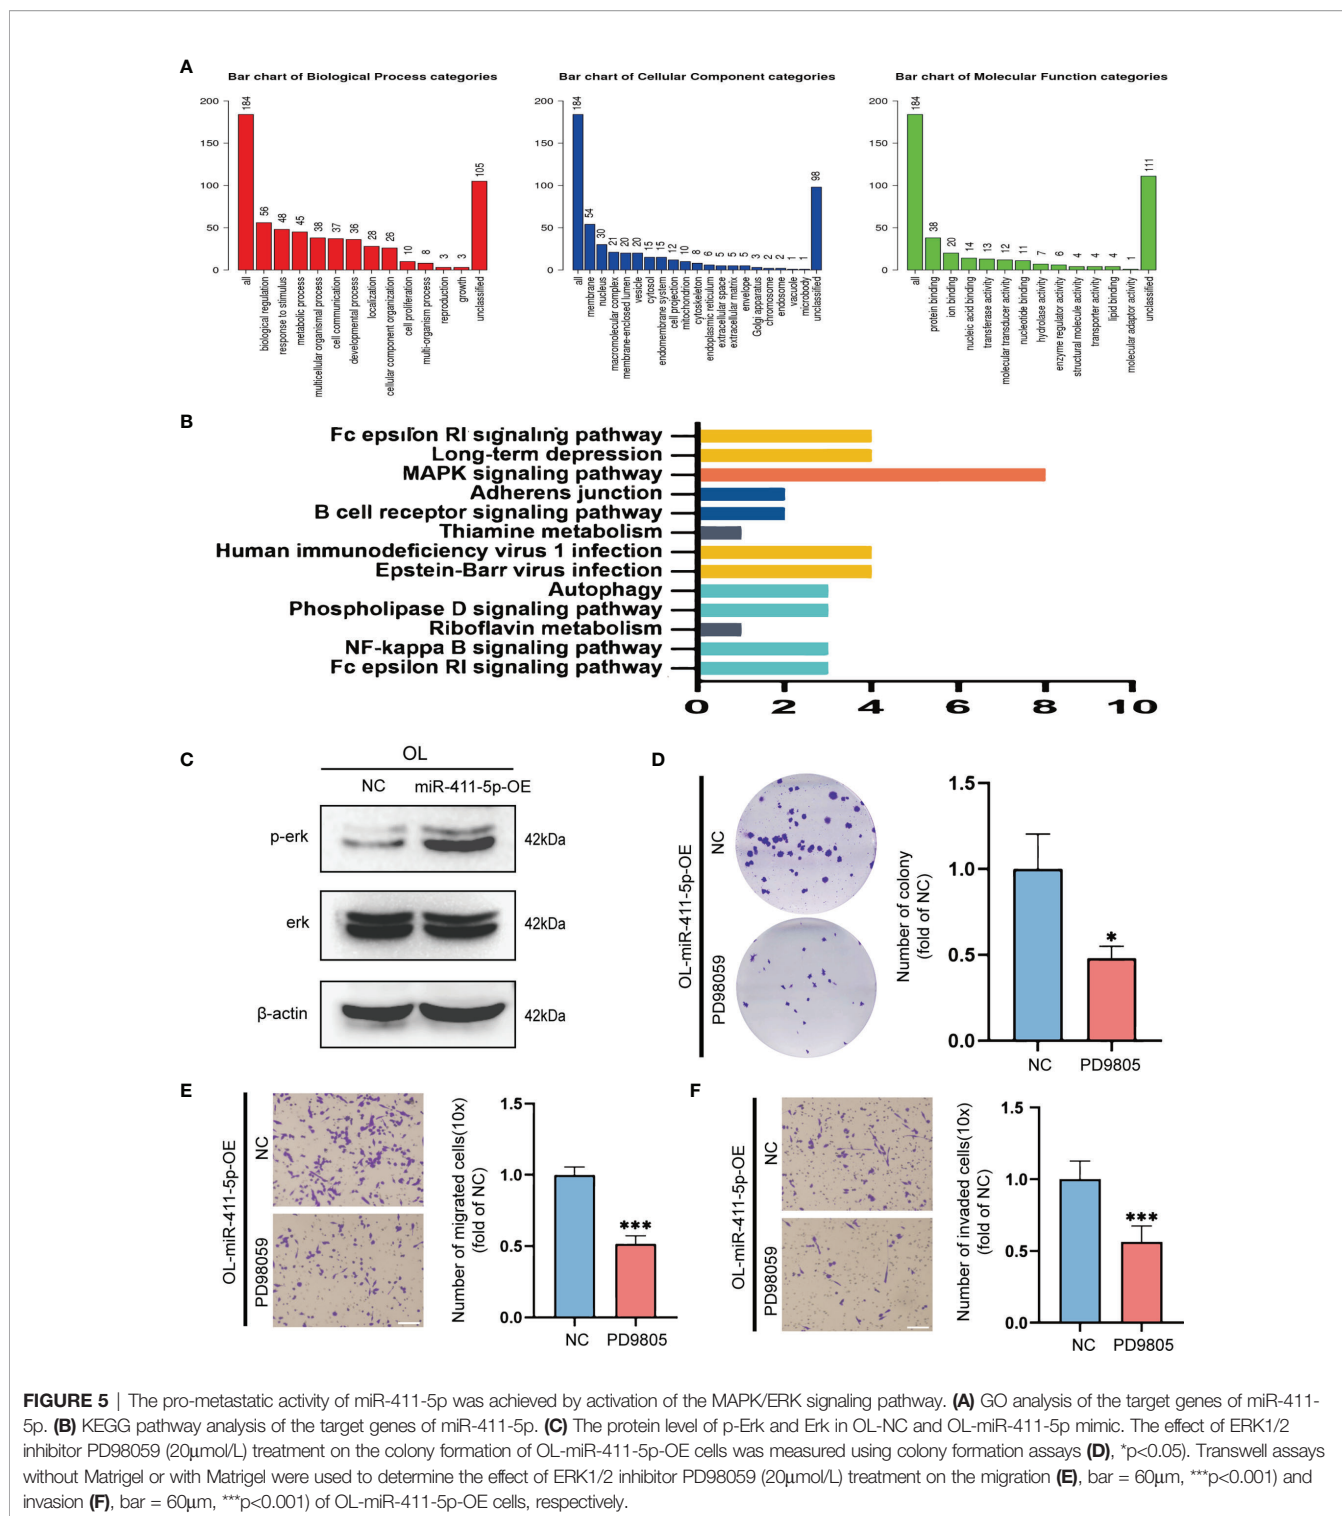 A
Bar chart of Biological Process categories
200
150
100
50
0
184
56
48
45
38
37
36
28
26
10
8
3
3
105
all
biological regulation
response to stimulus
metabolic process
multicellular organismal process
cell communication
developmental process
localization
cellular component organization
cell proliferation
multi-organism process
reproduction
growth
unclassified
Bar chart of Cellular Component categories
200
150
100
50
0
184
54
30
21
20
20
15
15
12
10
8
6
5
5
5
3
2
2
1
1
98
all
membrane
nucleus
macromolecular complex
membrane-enclosed lumen
vesicle
cytosol
endomembrane system
cell projection
mitochondrion
cytoskeleton
endoplasmic reticulum
extracellular space
extracellular matrix
envelope
Golgi apparatus
chromosome
endosome
vacuole
microbody
unclassified
Bar chart of Molecular Function categories
200
150
100
50
0
184
38
20
14
13
12
11
7
6
4
4
4
1
111
all
protein binding
ion binding
nucleic acid binding
transferase activity
molecular transducer activity
nucleotide binding
hydrolase activity
enzyme regulator activity
structural molecule activity
transporter activity
lipid binding
molecular adaptor activity
unclassified
B
Fc epsilon RI signaling pathway
Long-term depression
MAPK signaling pathway
Adherens junction
B cell receptor signaling pathway
Thiamine metabolism
Human immunodeficiency virus 1 infection
Epstein-Barr virus infection
Autophagy
Phospholipase D signaling pathway
Riboflavin metabolism
NF-kappa B signaling pathway
Fc epsilon RI signaling pathway
0 2 4 6 8 10
C
OL
NC miR-411-5p-OE
p-erk 42kDa
erk 42kDa
β-actin 42kDa
D
OL-miR-411-5p-OE
NC
PD98059
Number of colony
(fold of NC)
1.5
1.0
0.5
0.0
*
NC PD9805
E
OL-miR-411-5p-OE
NC
PD98059
Number of migrated cells(10x)
(fold of NC)
1.5
1.0
0.5
0.0
***
NC PD9805
F
OL-miR-411-5p-OE
NC
PD98059
Number of invaded cells(10x)
(fold of NC)
1.5
1.0
0.5
0.0
***
NC PD9805
FIGURE 5 | The pro-metastatic activity of miR-411-5p was achieved by activation of the MAPK/ERK signaling pathway. (A) GO analysis of the target genes of miR-411-
5p. (B) KEGG pathway analysis of the target genes of miR-411-5p. (C) The protein level of p-Erk and Erk in OL-NC and OL-miR-411-5p mimic. The effect of ERK1/2
inhibitor PD98059 (20μmol/L) treatment on the colony formation of OL-miR-411-5p-OE cells was measured using colony formation assays (D), *p<0.05). Transwell assays
without Matrigel or with Matrigel were used to determine the effect of ERK1/2 inhibitor PD98059 (20μmol/L) treatment on the migration (E), bar = 60μm, ***p<0.001) and
invasion (F), bar = 60μm, ***p<0.001) of OL-miR-411-5p-OE cells, respectively.